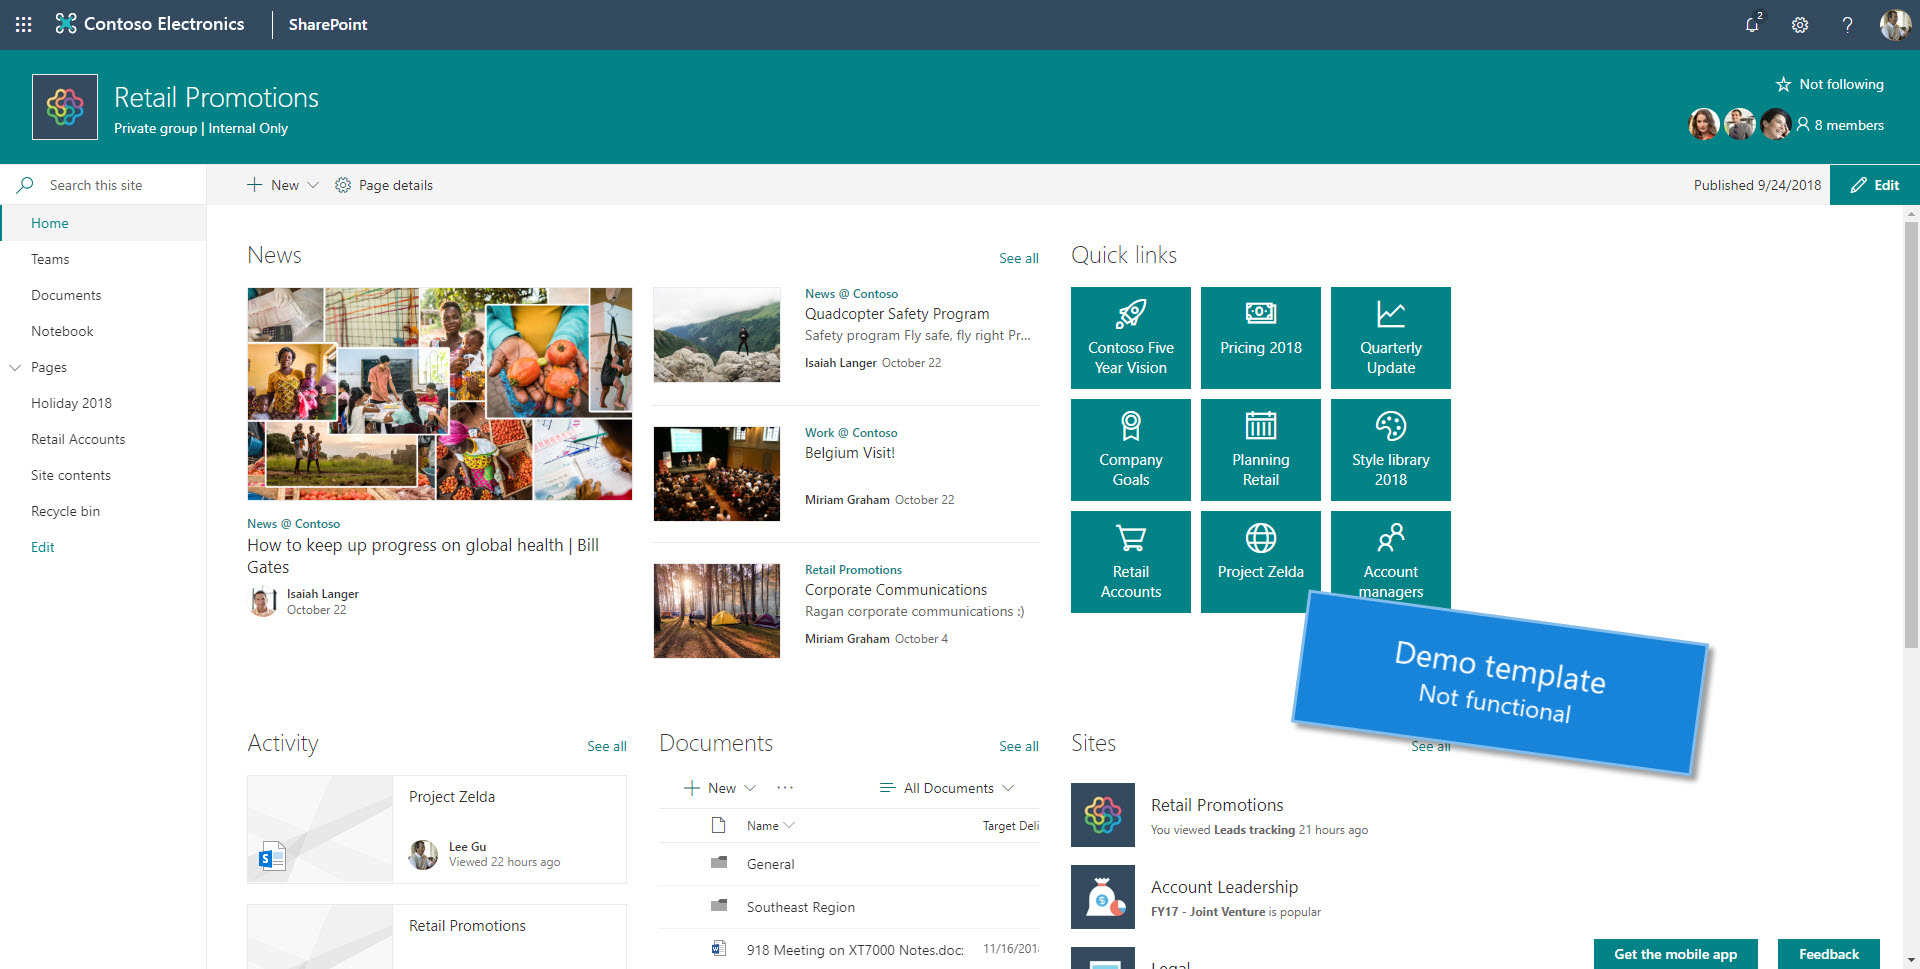 Contoso Electronics
SharePoint
2
Retail Promotions
Private group | Internal Only
Not following
8 members
Search this site
New
Page details
Published 9/24/2018
Edit
Home
Teams
Documents
Notebook
Pages
Holiday 2018
Retail Accounts
Site contents
Recycle bin
Edit
News
See all
News @ Contoso
How to keep up progress on global health | Bill
Gates
Isaiah Langer
October 22
News @ Contoso
Quadcopter Safety Program
Safety program Fly safe, fly right Pr...
Isaiah Langer October 22
Work @ Contoso
Belgium Visit!
Miriam Graham October 22
Retail Promotions
Corporate Communications
Ragan corporate communications :)
Miriam Graham October 4
Quick links
Contoso Five
Year Vision
Pricing 2018
Quarterly
Update
Company
Goals
Planning
Retail
Style library
2018
Retail
Accounts
Project Zelda
Account
managers
Demo template
Not functional
Activity
See all
Project Zelda
Lee Gu
Viewed 22 hours ago
Retail Promotions
Documents
See all
New
All Documents
Name
Target Deli
General
Southeast Region
918 Meeting on XT7000 Notes.doc
11/16/201
Sites
See all
Retail Promotions
You viewed Leads tracking 21 hours ago
Account Leadership
FY17 - Joint Venture is popular
Legal
Get the mobile app
Feedback